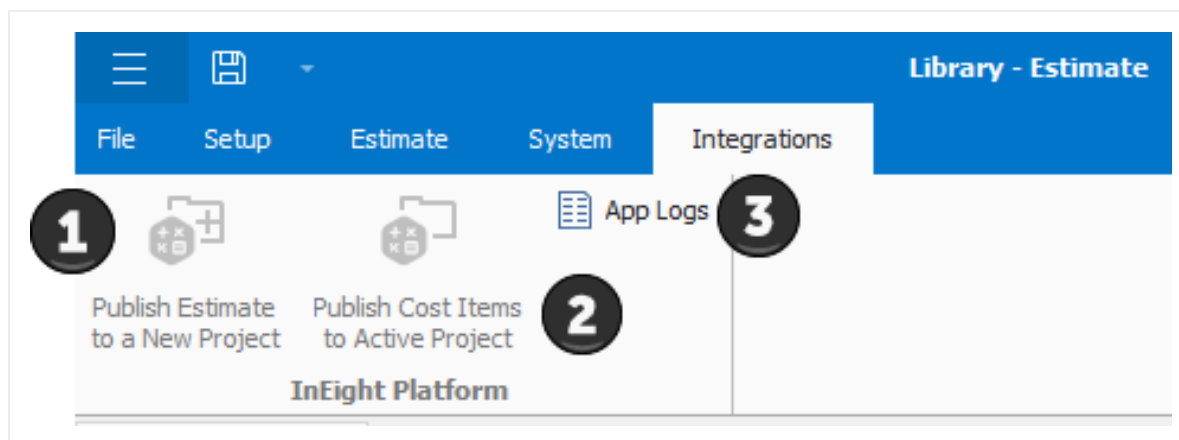 Library - Estimate
File Setup Estimate System Integrations
1
App Logs 3
Publish Estimate
to a New Project
Publish Cost Items
to Active Project
2
InEight Platform